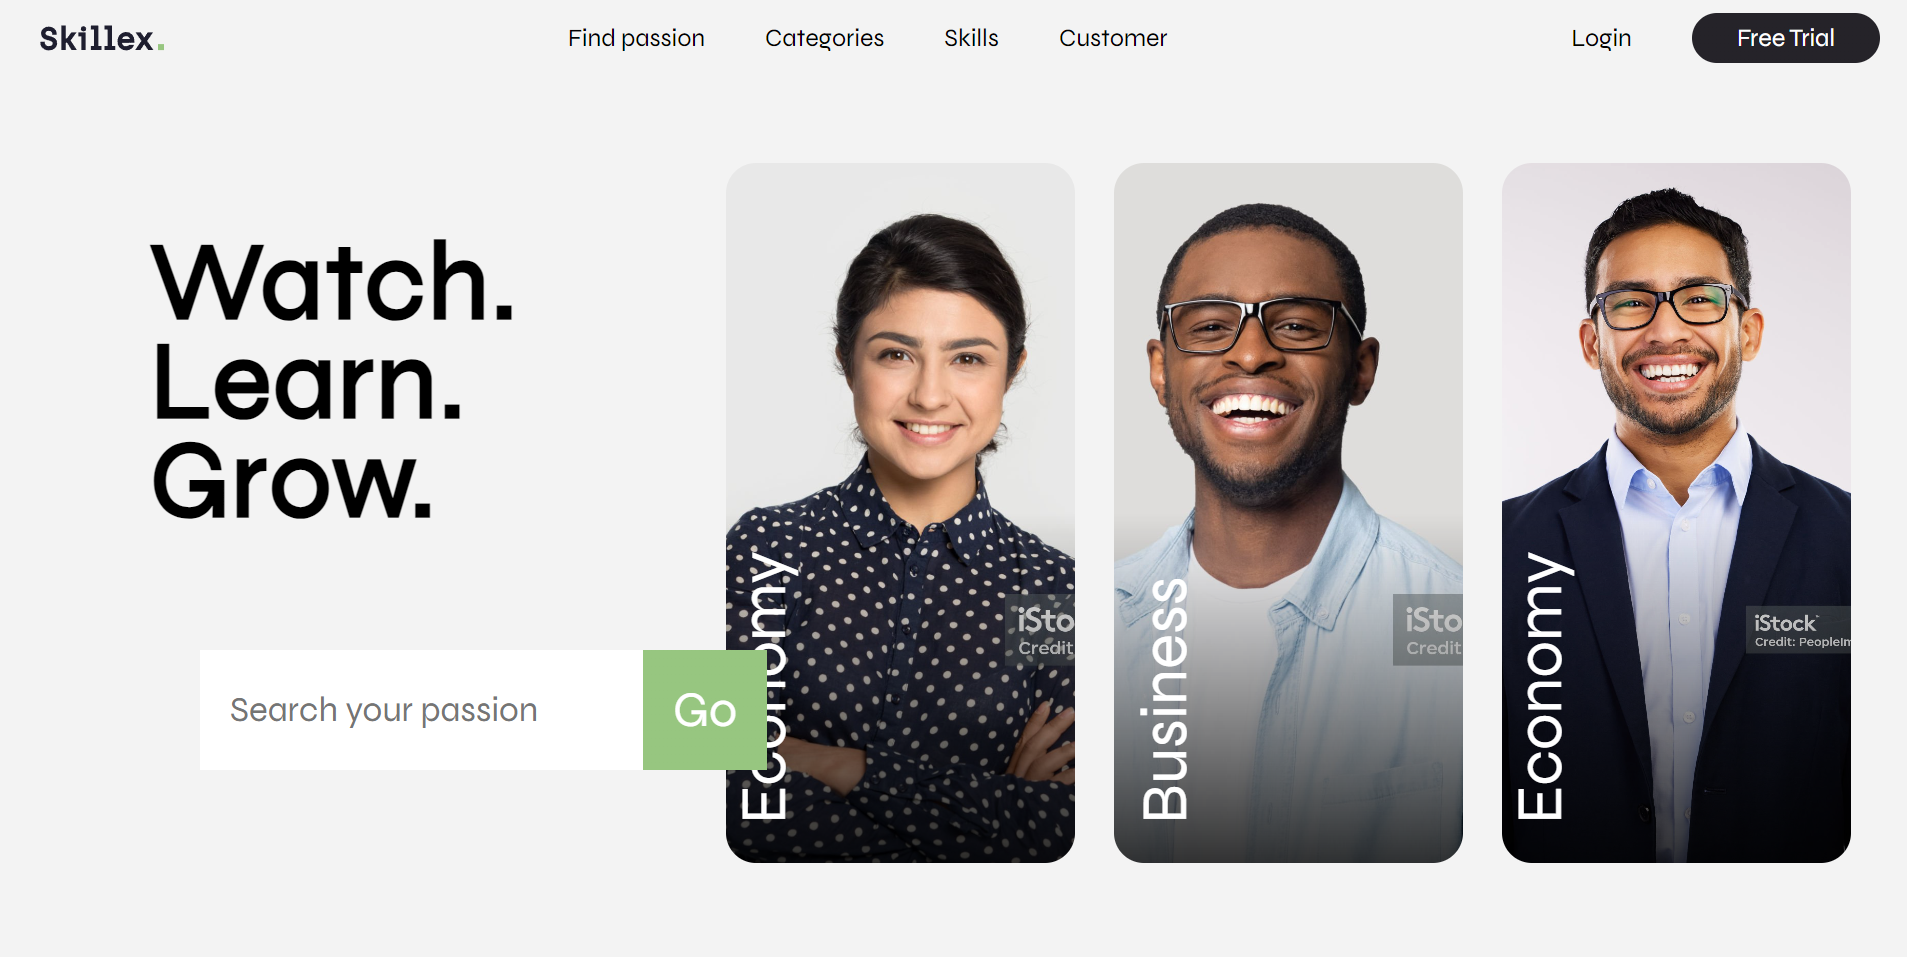 Skillex.
Find passion
Categories
Skills
Customer
Login
Free Trial
Watch.
Learn.
Grow.
Search your passion
Go
Economy
iSto
Credit
Business
iSto
Credit
Economy
iStock
Credit: PeopleIm